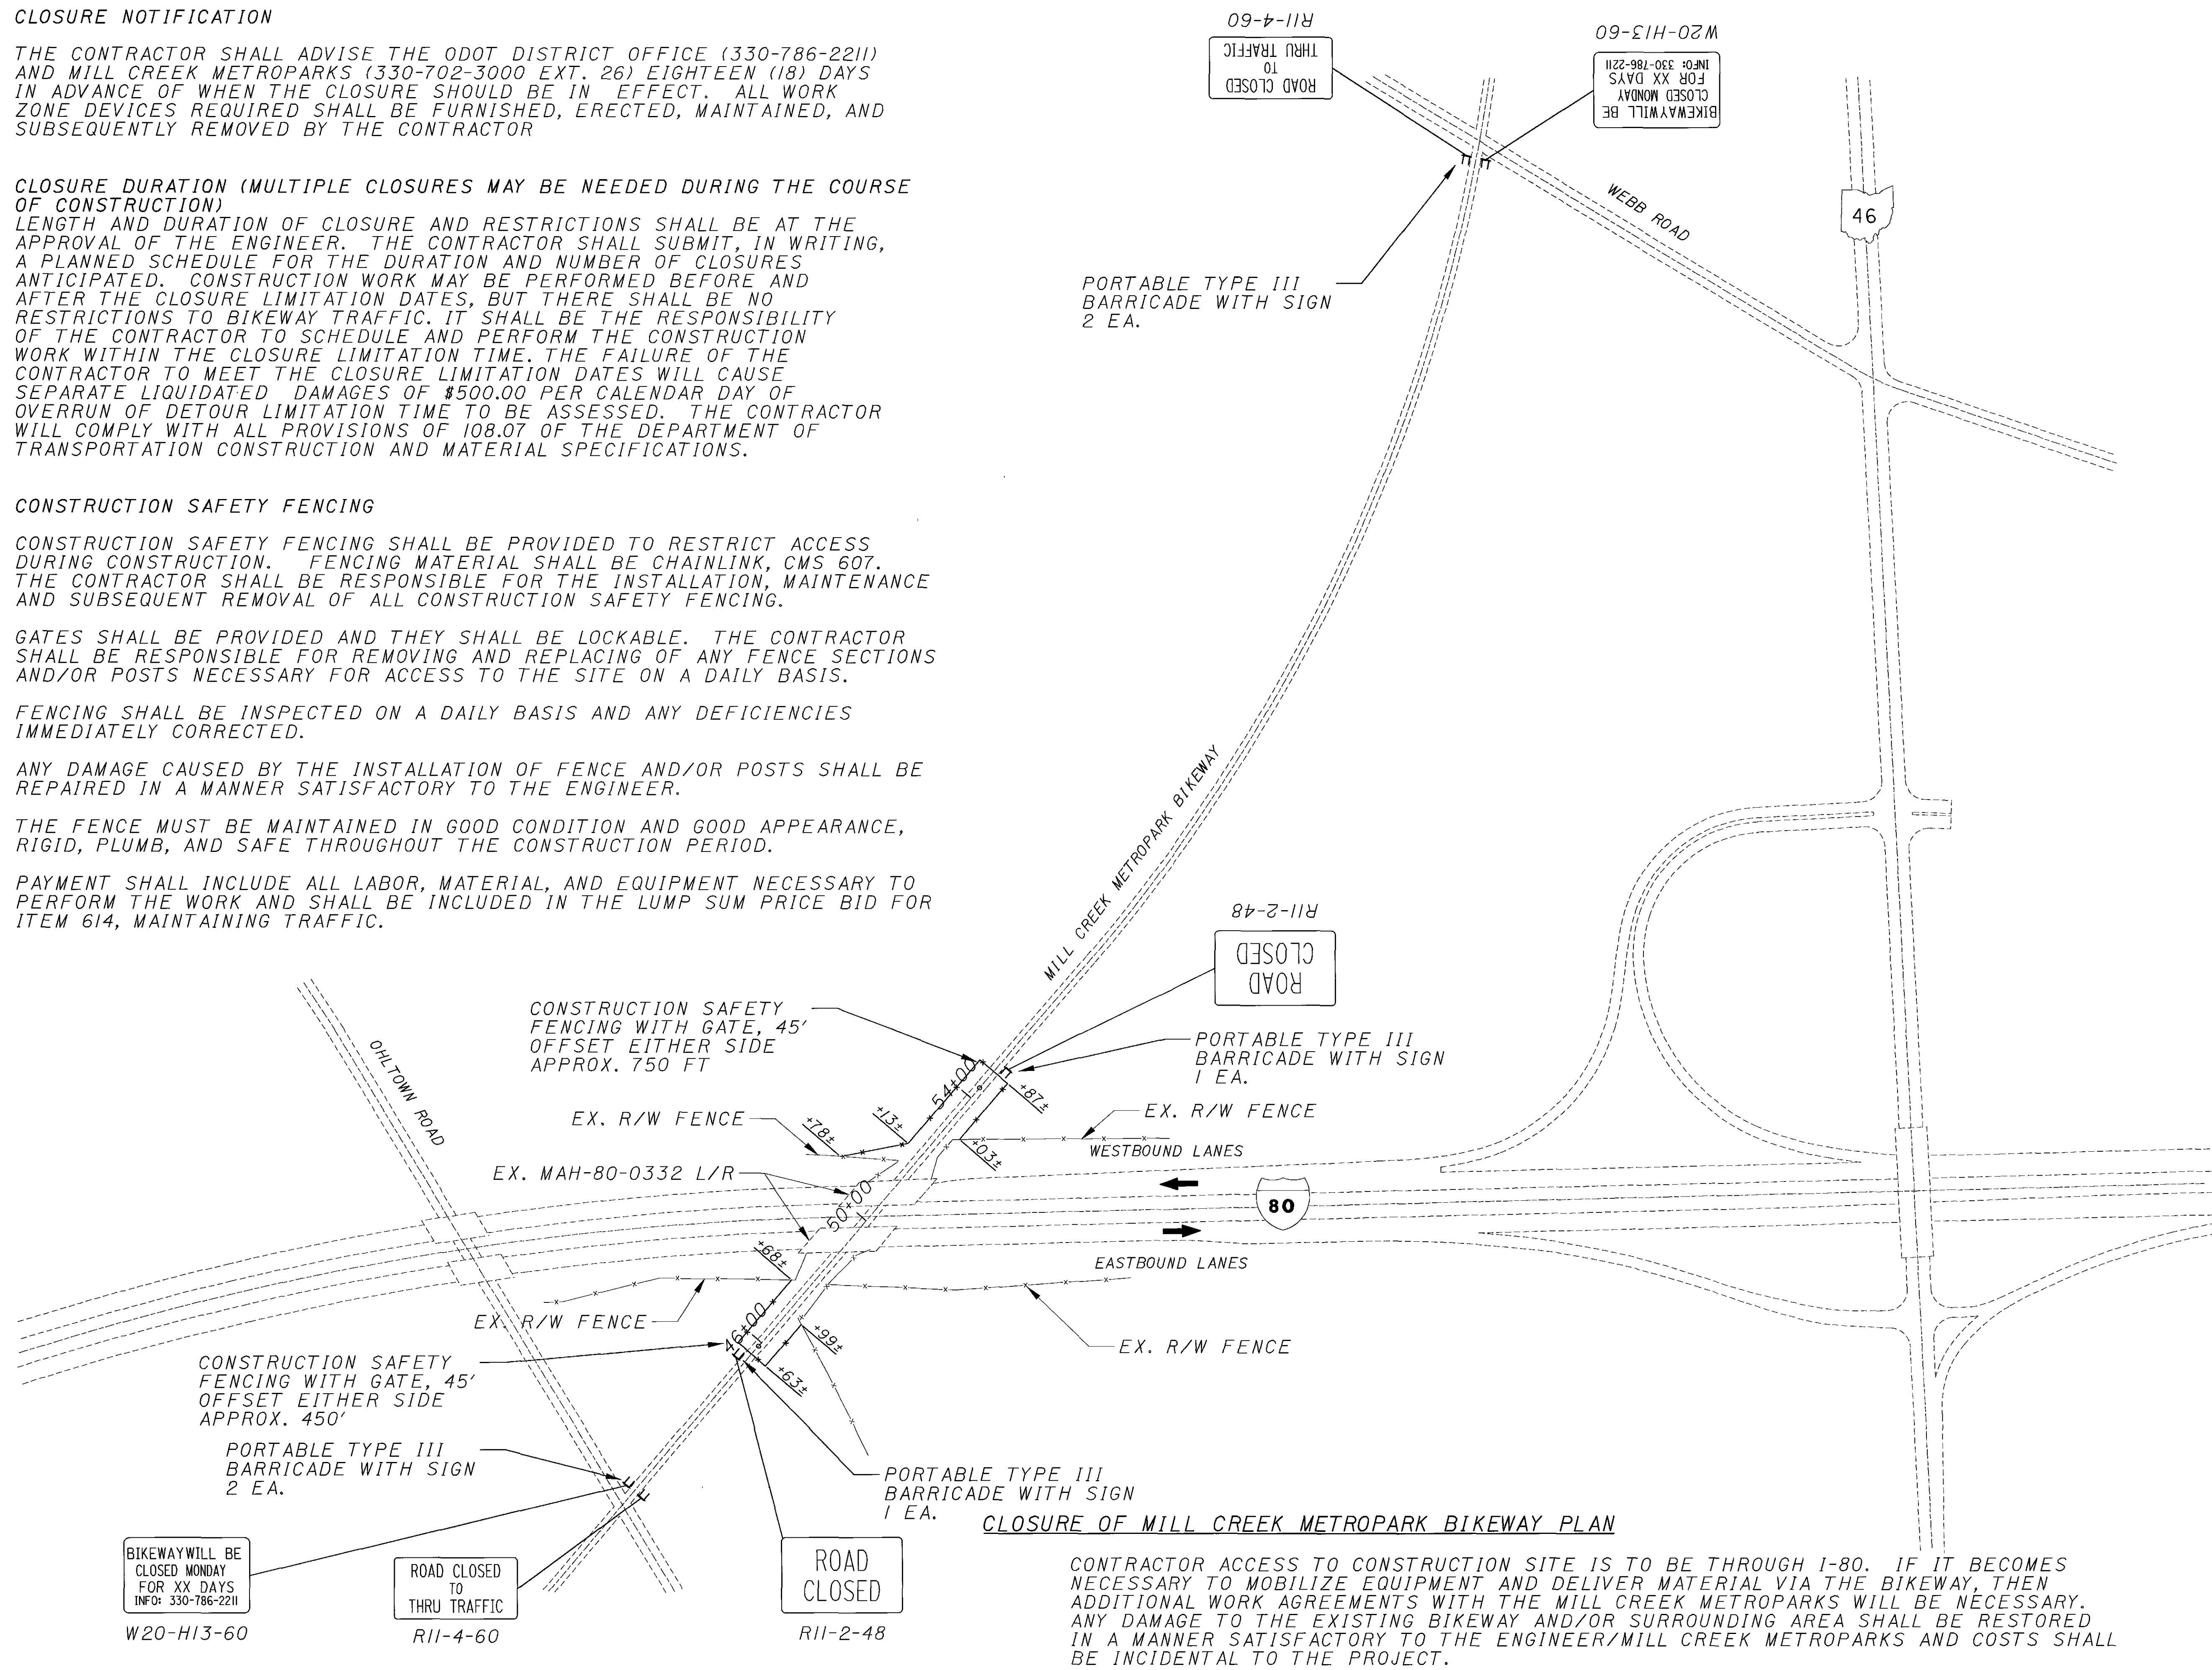 CLOSURE NOTIFICATION
THE CONTRACTOR SHALL ADVISE THE ODOT DISTRICT OFFICE (330-786-2211)
AND MILL CREEK METROPARKS (330-702-3000 EXT. 26) EIGHTEEN (18) DAYS
IN ADVANCE OF WHEN THE CLOSURE SHOULD BE IN EFFECT. ALL WORK
ZONE DEVICES REQUIRED SHALL BE FURNISHED, ERECTED, MAINTAINED, AND
SUBSEQUENTLY REMOVED BY THE CONTRACTOR
CLOSURE DURATION (MULTIPLE CLOSURES MAY BE NEEDED DURING THE COURSE
OF CONSTRUCTION)
LENGTH AND DURATION OF CLOSURE AND RESTRICTIONS SHALL BE AT THE
APPROVAL OF THE ENGINEER. THE CONTRACTOR SHALL SUBMIT, IN WRITING,
A PLANNED SCHEDULE FOR THE DURATION AND NUMBER OF CLOSURES
ANTICIPATED. CONSTRUCTION WORK MAY BE PERFORMED BEFORE AND
AFTER THE CLOSURE LIMITATION DATES, BUT THERE SHALL BE NO
RESTRICTIONS TO BIKEWAY TRAFFIC. IT SHALL BE THE RESPONSIBILITY
OF THE CONTRACTOR TO SCHEDULE AND PERFORM THE CONSTRUCTION
WORK WITHIN THE CLOSURE LIMITATION TIME. THE FAILURE OF THE
CONTRACTOR TO MEET THE CLOSURE LIMITATION DATES WILL CAUSE
SEPARATE LIQUIDATED DAMAGES OF $500.00 PER CALENDAR DAY OF
OVERRUN OF DETOUR LIMITATION TIME TO BE ASSESSED. THE CONTRACTOR
WILL COMPLY WITH ALL PROVISIONS OF 108.07 OF THE DEPARTMENT OF
TRANSPORTATION CONSTRUCTION AND MATERIAL SPECIFICATIONS.
CONSTRUCTION SAFETY FENCING
CONSTRUCTION SAFETY FENCING SHALL BE PROVIDED TO RESTRICT ACCESS
DURING CONSTRUCTION. FENCING MATERIAL SHALL BE CHAINLINK, CMS 607.
THE CONTRACTOR SHALL BE RESPONSIBLE FOR THE INSTALLATION, MAINTENANCE
AND SUBSEQUENT REMOVAL OF ALL CONSTRUCTION SAFETY FENCING.
GATES SHALL BE PROVIDED AND THEY SHALL BE LOCKABLE. THE CONTRACTOR
SHALL BE RESPONSIBLE FOR REMOVING AND REPLACING OF ANY FENCE SECTIONS
AND/OR POSTS NECESSARY FOR ACCESS TO THE SITE ON A DAILY BASIS.
FENCING SHALL BE INSPECTED ON A DAILY BASIS AND ANY DEFICIENCIES
IMMEDIATELY CORRECTED.
ANY DAMAGE CAUSED BY THE INSTALLATION OF FENCE AND/OR POSTS SHALL BE
REPAIRED IN A MANNER SATISFACTORY TO THE ENGINEER.
THE FENCE MUST BE MAINTAINED IN GOOD CONDITION AND GOOD APPEARANCE,
RIGID, PLUMB, AND SAFE THROUGHOUT THE CONSTRUCTION PERIOD.
PAYMENT SHALL INCLUDE ALL LABOR, MATERIAL, AND EQUIPMENT NECESSARY TO
PERFORM THE WORK AND SHALL BE INCLUDED IN THE LUMP SUM PRICE BID FOR
ITEM 614, MAINTAINING TRAFFIC.
R11-4-60
ROAD CLOSED
TO
THRU TRAFFIC
W20-H13-60
BIKEWAYWILL BE
CLOSED MONDAY
FOR XX DAYS
INFO: 330-786-2211
WEBB ROAD
46
PORTABLE TYPE III
BARRICADE WITH SIGN
2 EA.
MILL CREEK METROPARK BIKEWAY
R11-2-48
ROAD
CLOSED
CONSTRUCTION SAFETY
FENCING WITH GATE, 45'
OFFSET EITHER SIDE
APPROX. 750 FT
PORTABLE TYPE III
BARRICADE WITH SIGN
1 EA.
OHLTOWN ROAD
54+00
+87±
+13±
+78±
+03±
EX. R/W FENCE
EX. R/W FENCE
WESTBOUND LANES
EX. MAH-80-0332 L/R
50+00
80
+68±
EASTBOUND LANES
EX. R/W FENCE
46+00
+99±
+63±
EX. R/W FENCE
CONSTRUCTION SAFETY
FENCING WITH GATE, 45'
OFFSET EITHER SIDE
APPROX. 450'
PORTABLE TYPE III
BARRICADE WITH SIGN
2 EA.
PORTABLE TYPE III
BARRICADE WITH SIGN
1 EA.
BIKEWAYWILL BE
CLOSED MONDAY
FOR XX DAYS
INFO: 330-786-2211
W20-H13-60
ROAD CLOSED
TO
THRU TRAFFIC
R11-4-60
ROAD
CLOSED
R11-2-48
CLOSURE OF MILL CREEK METROPARK BIKEWAY PLAN
CONTRACTOR ACCESS TO CONSTRUCTION SITE IS TO BE THROUGH I-80. IF IT BECOMES
NECESSARY TO MOBILIZE EQUIPMENT AND DELIVER MATERIAL VIA THE BIKEWAY, THEN
ADDITIONAL WORK AGREEMENTS WITH THE MILL CREEK METROPARKS WILL BE NECESSARY.
ANY DAMAGE TO THE EXISTING BIKEWAY AND/OR SURROUNDING AREA SHALL BE RESTORED
IN A MANNER SATISFACTORY TO THE ENGINEER/MILL CREEK METROPARKS AND COSTS SHALL
BE INCIDENTAL TO THE PROJECT.